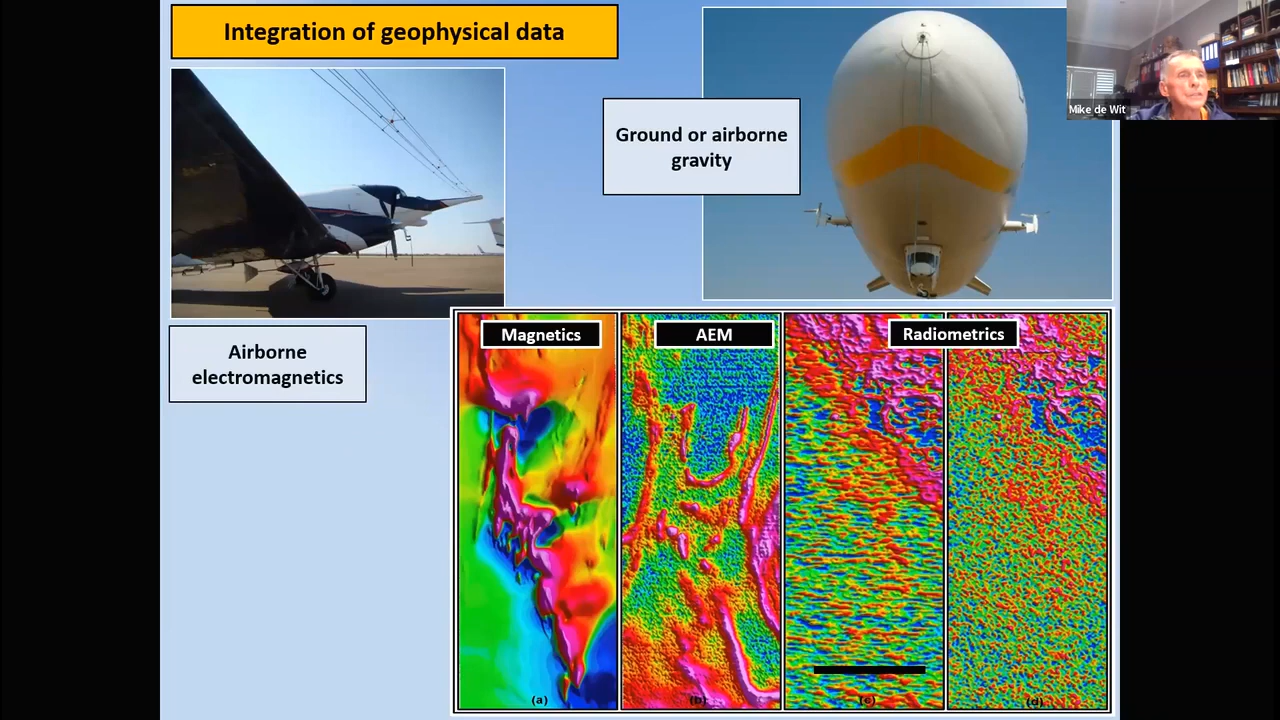 Integration of geophysical data
Mike de Wit
Ground or airborne
gravity
Airborne
electromagnetics
Magnetics
AEM
Radiometrics
(a)
(b)
(c)
(d)